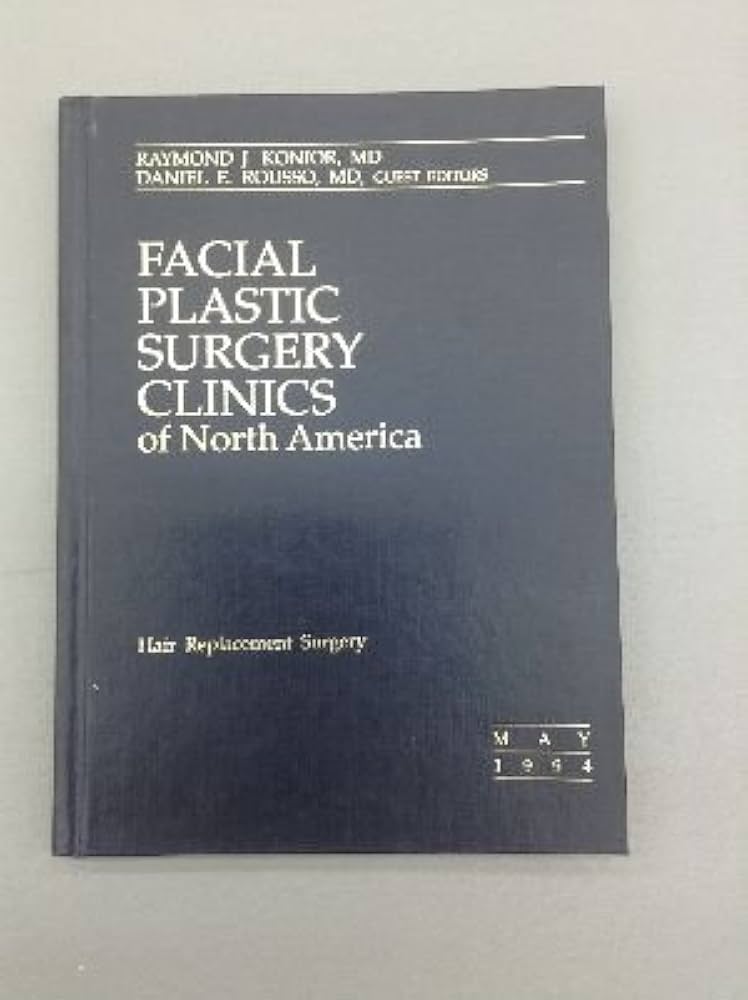 RAYMOND J. KONIOR, MD
DANIEL E. ROUSSO, MD, GUEST EDITORS
FACIAL
PLASTIC
SURGERY
CLINICS
of North America
Hair Replacement Surgery
M A Y
1 9 9 4